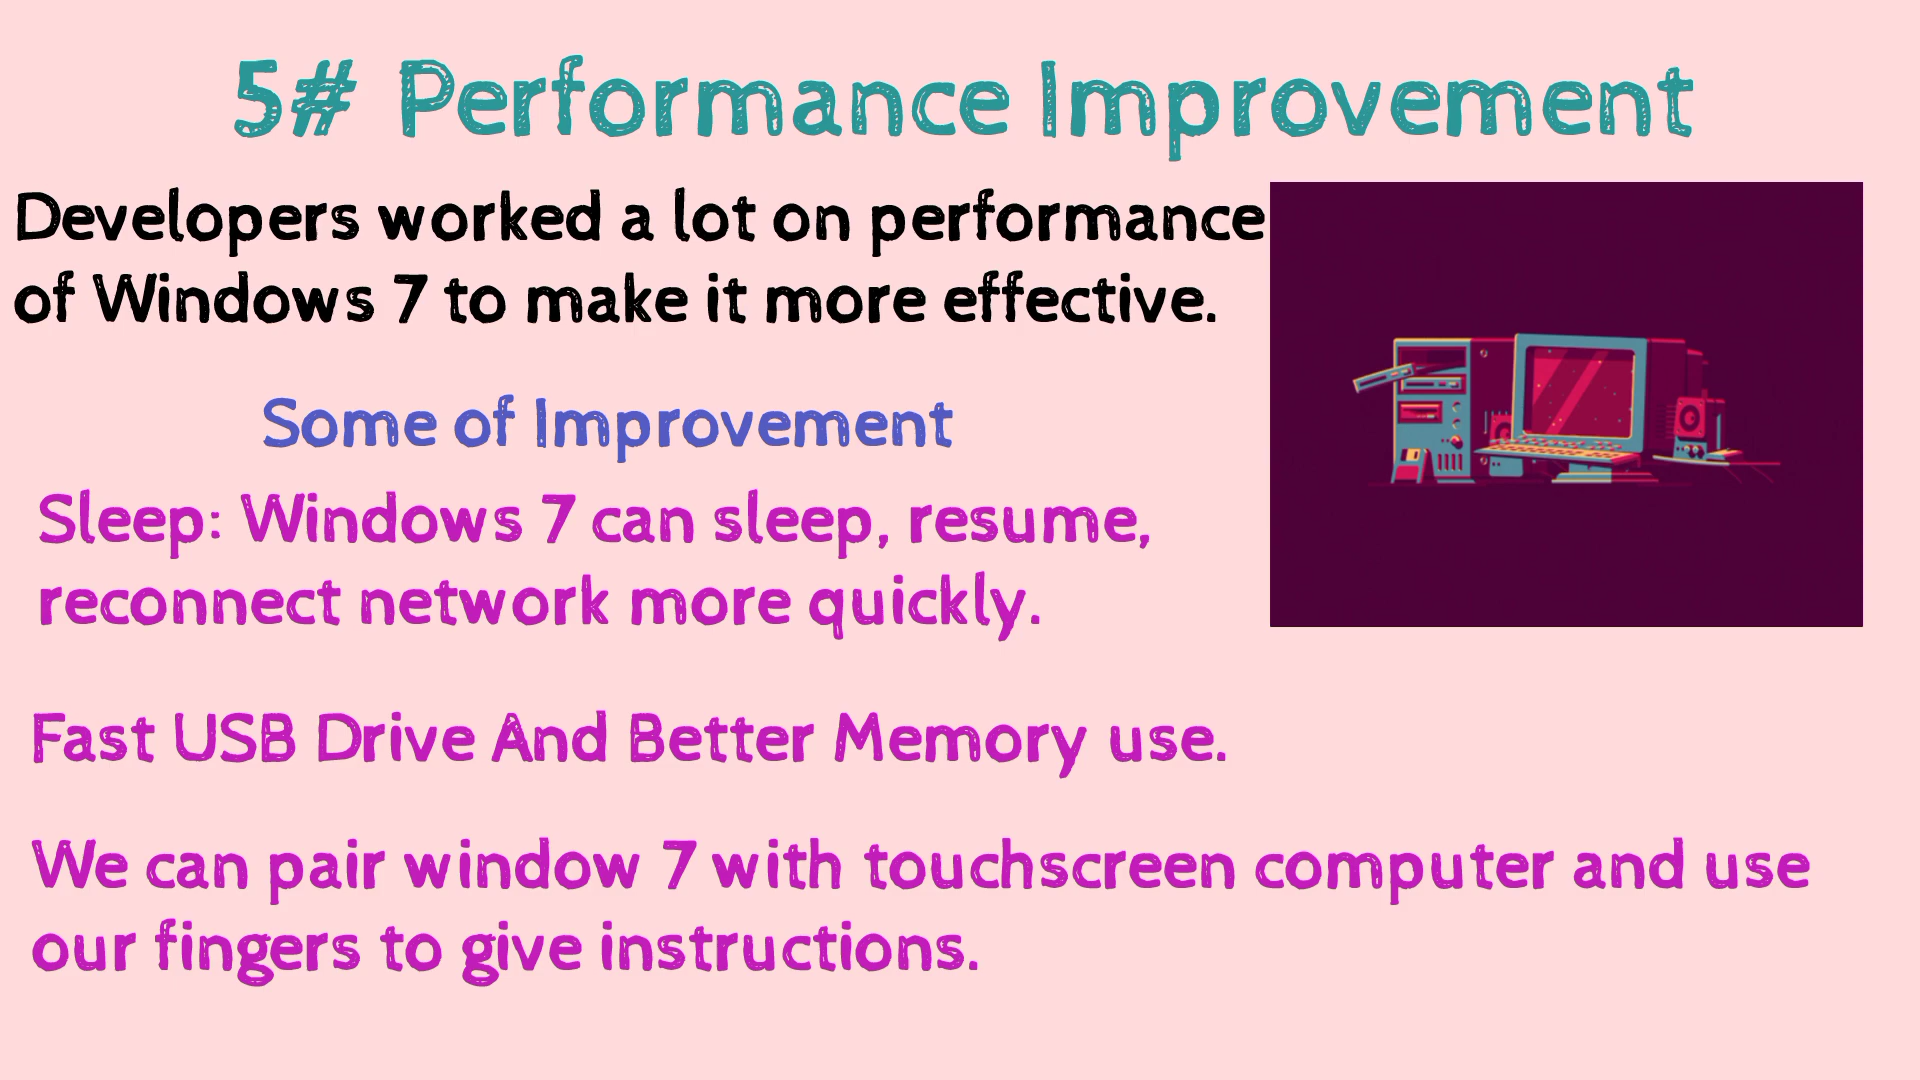 5# Performance Improvement
Developers worked a lot on performance
of Windows 7 to make it more effective.
Some of Improvement
Sleep: Windows 7 can sleep, resume,
reconnect network more quickly.
Fast USB Drive And Better Memory use.
We can pair window 7 with touchscreen computer and use
our fingers to give instructions.